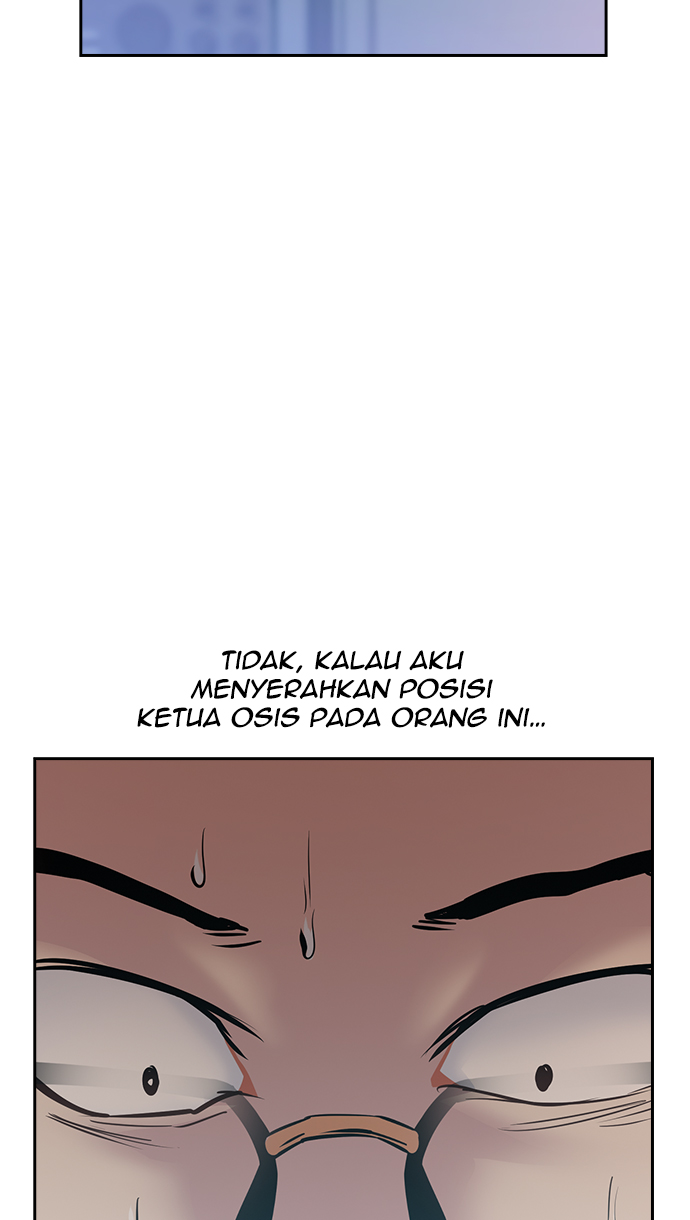 TIDAK, KALAU AKU
MENYERAHKAN POSISI
KETUA OSIS PADA ORANG INI...